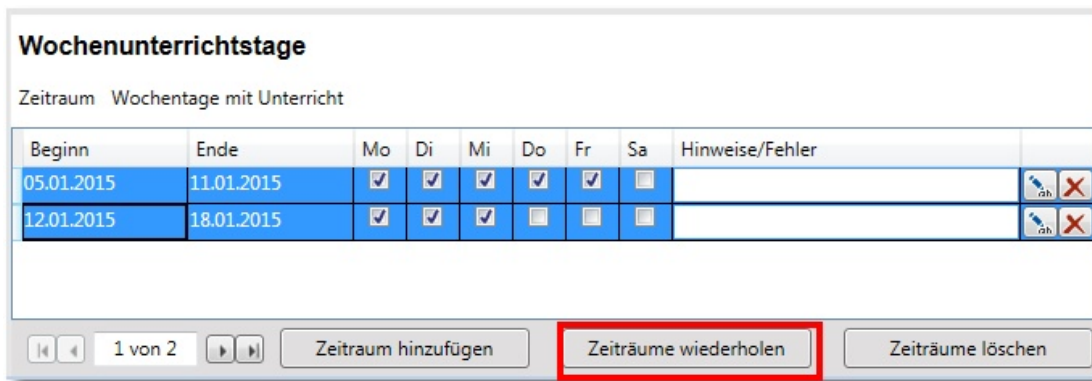 Wochenunterrichtstage
Zeitraum Wochentage mit Unterricht
Beginn Ende Mo Di Mi Do Fr Sa Hinweise/Fehler
05.01.2015 11.01.2015
12.01.2015 18.01.2015
1 von 2 Zeitraum hinzufügen Zeiträume wiederholen Zeiträume löschen